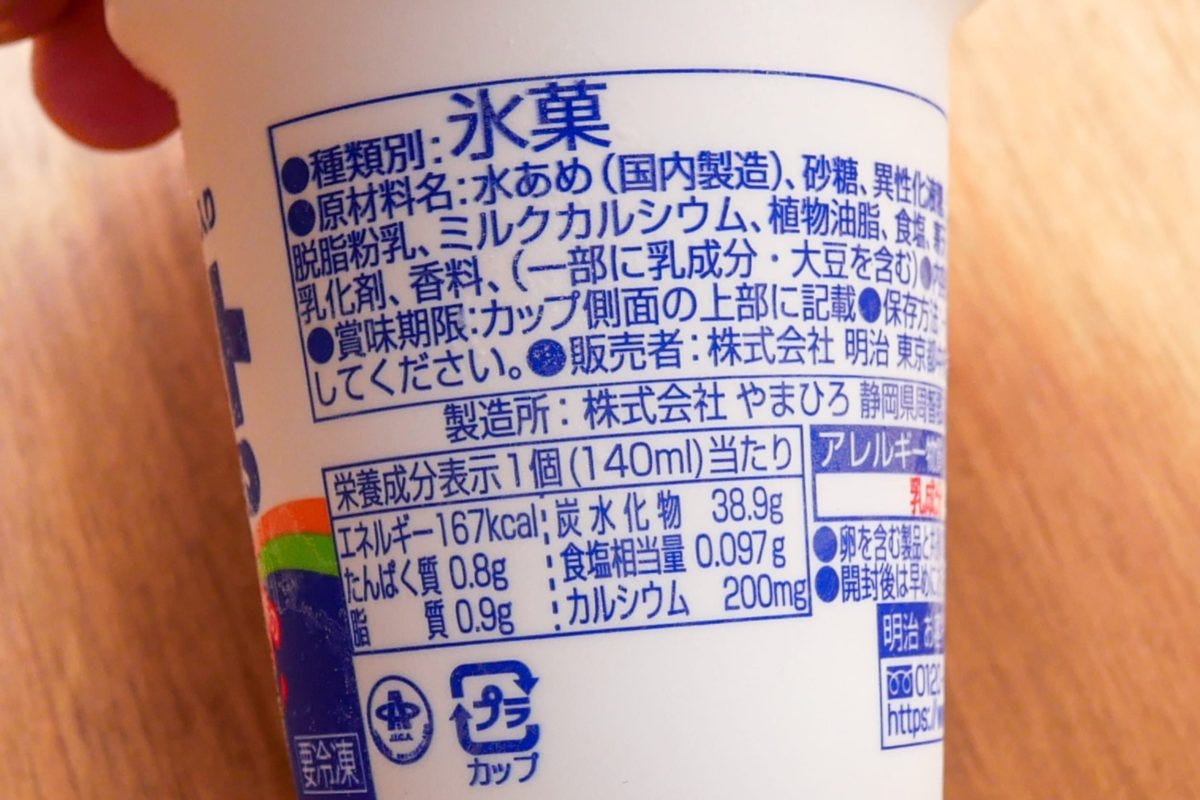 ●種類別：氷菓
●原材料名：水あめ（国内製造）、砂糖、異性化液糖
脱脂粉乳、ミルクカルシウム、植物油脂、食塩、
乳化剤、香料、（一部に乳成分・大豆を含む）●
●賞味期限：カップ側面の上部に記載●保存方法
してください。●販売者：株式会社 明治 東京都
製造所：株式会社 やまひろ 静岡県周智
栄養成分表示1個(140ml)当たり
エネルギー167kcal 炭水化物 38.9g
たんぱく質 0.8g 食塩相当量 0.097g
脂質 0.9g カルシウム 200mg
アレルギー
乳成分
●卵を含む製品と
●開封後は早めに
明治 お
0120
https://w
要冷凍
J.I.C.A.
プラ
カップ